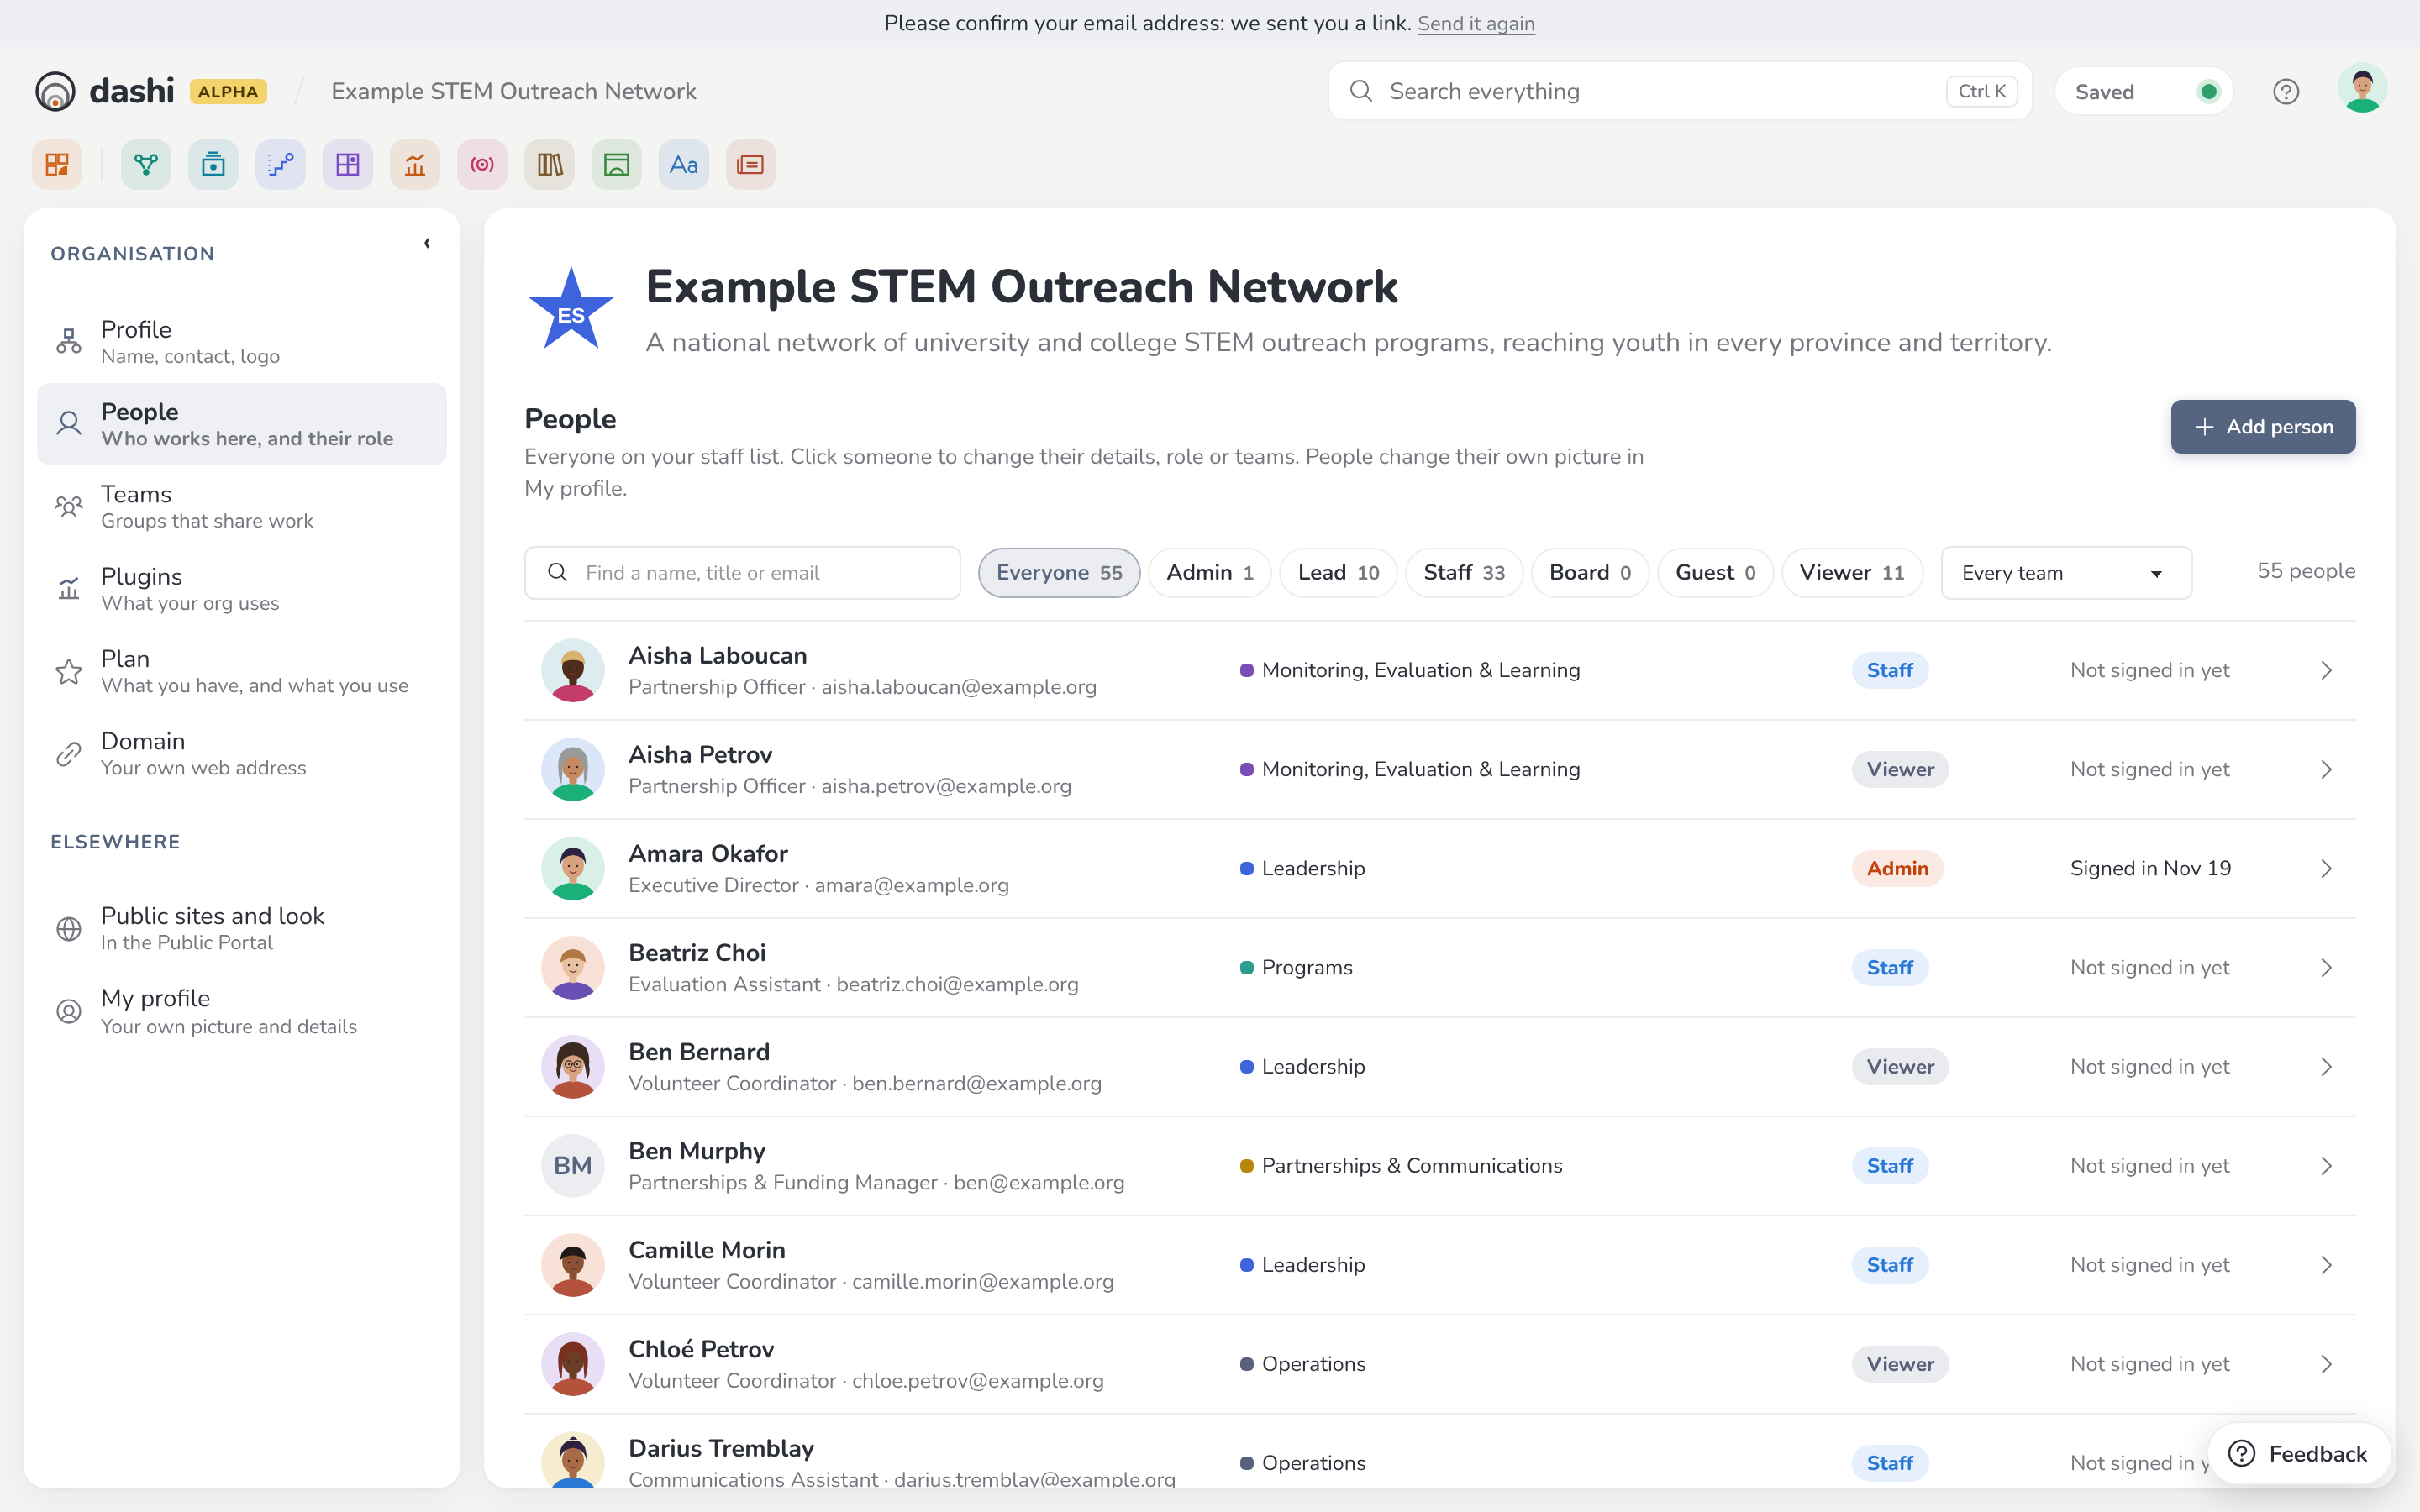 Please confirm your email address: we sent you a link. Send it again
dashi ALPHA / Example STEM Outreach Network
Search everything Ctrl K
Saved
Aa
ORGANISATION
Profile
Name, contact, logo
People
Who works here, and their role
Teams
Groups that share work
Plugins
What your org uses
Plan
What you have, and what you use
Domain
Your own web address
ELSEWHERE
Public sites and look
In the Public Portal
My profile
Your own picture and details
ES
Example STEM Outreach Network
A national network of university and college STEM outreach programs, reaching youth in every province and territory.
People
Everyone on your staff list. Click someone to change their details, role or teams. People change their own picture in
My profile.
Add person
Find a name, title or email
Everyone 55 Admin 1 Lead 10 Staff 33 Board 0 Guest 0 Viewer 11
Every team
55 people
Aisha Laboucan
Partnership Officer · aisha.laboucan@example.org
Monitoring, Evaluation & Learning
Staff
Not signed in yet
Aisha Petrov
Partnership Officer · aisha.petrov@example.org
Monitoring, Evaluation & Learning
Viewer
Not signed in yet
Amara Okafor
Executive Director · amara@example.org
Leadership
Admin
Signed in Nov 19
Beatriz Choi
Evaluation Assistant · beatriz.choi@example.org
Programs
Staff
Not signed in yet
Ben Bernard
Volunteer Coordinator · ben.bernard@example.org
Leadership
Viewer
Not signed in yet
BM
Ben Murphy
Partnerships & Funding Manager · ben@example.org
Partnerships & Communications
Staff
Not signed in yet
Camille Morin
Volunteer Coordinator · camille.morin@example.org
Leadership
Staff
Not signed in yet
Chloé Petrov
Volunteer Coordinator · chloe.petrov@example.org
Operations
Viewer
Not signed in yet
Darius Tremblay
Communications Assistant · darius.tremblay@example.org
Operations
Staff
Not signed in y
Feedback